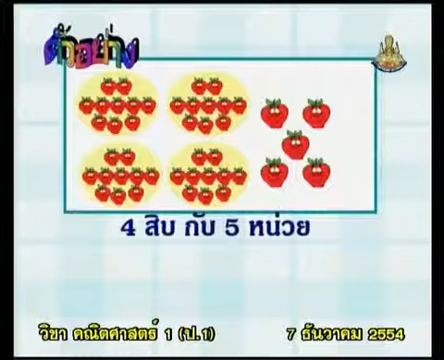 ตัวอย่าง
4 สิบ กับ 5 หน่วย
วิชา คณิตศาสตร์ 1 (ป.1)
7 ธันวาคม 2554